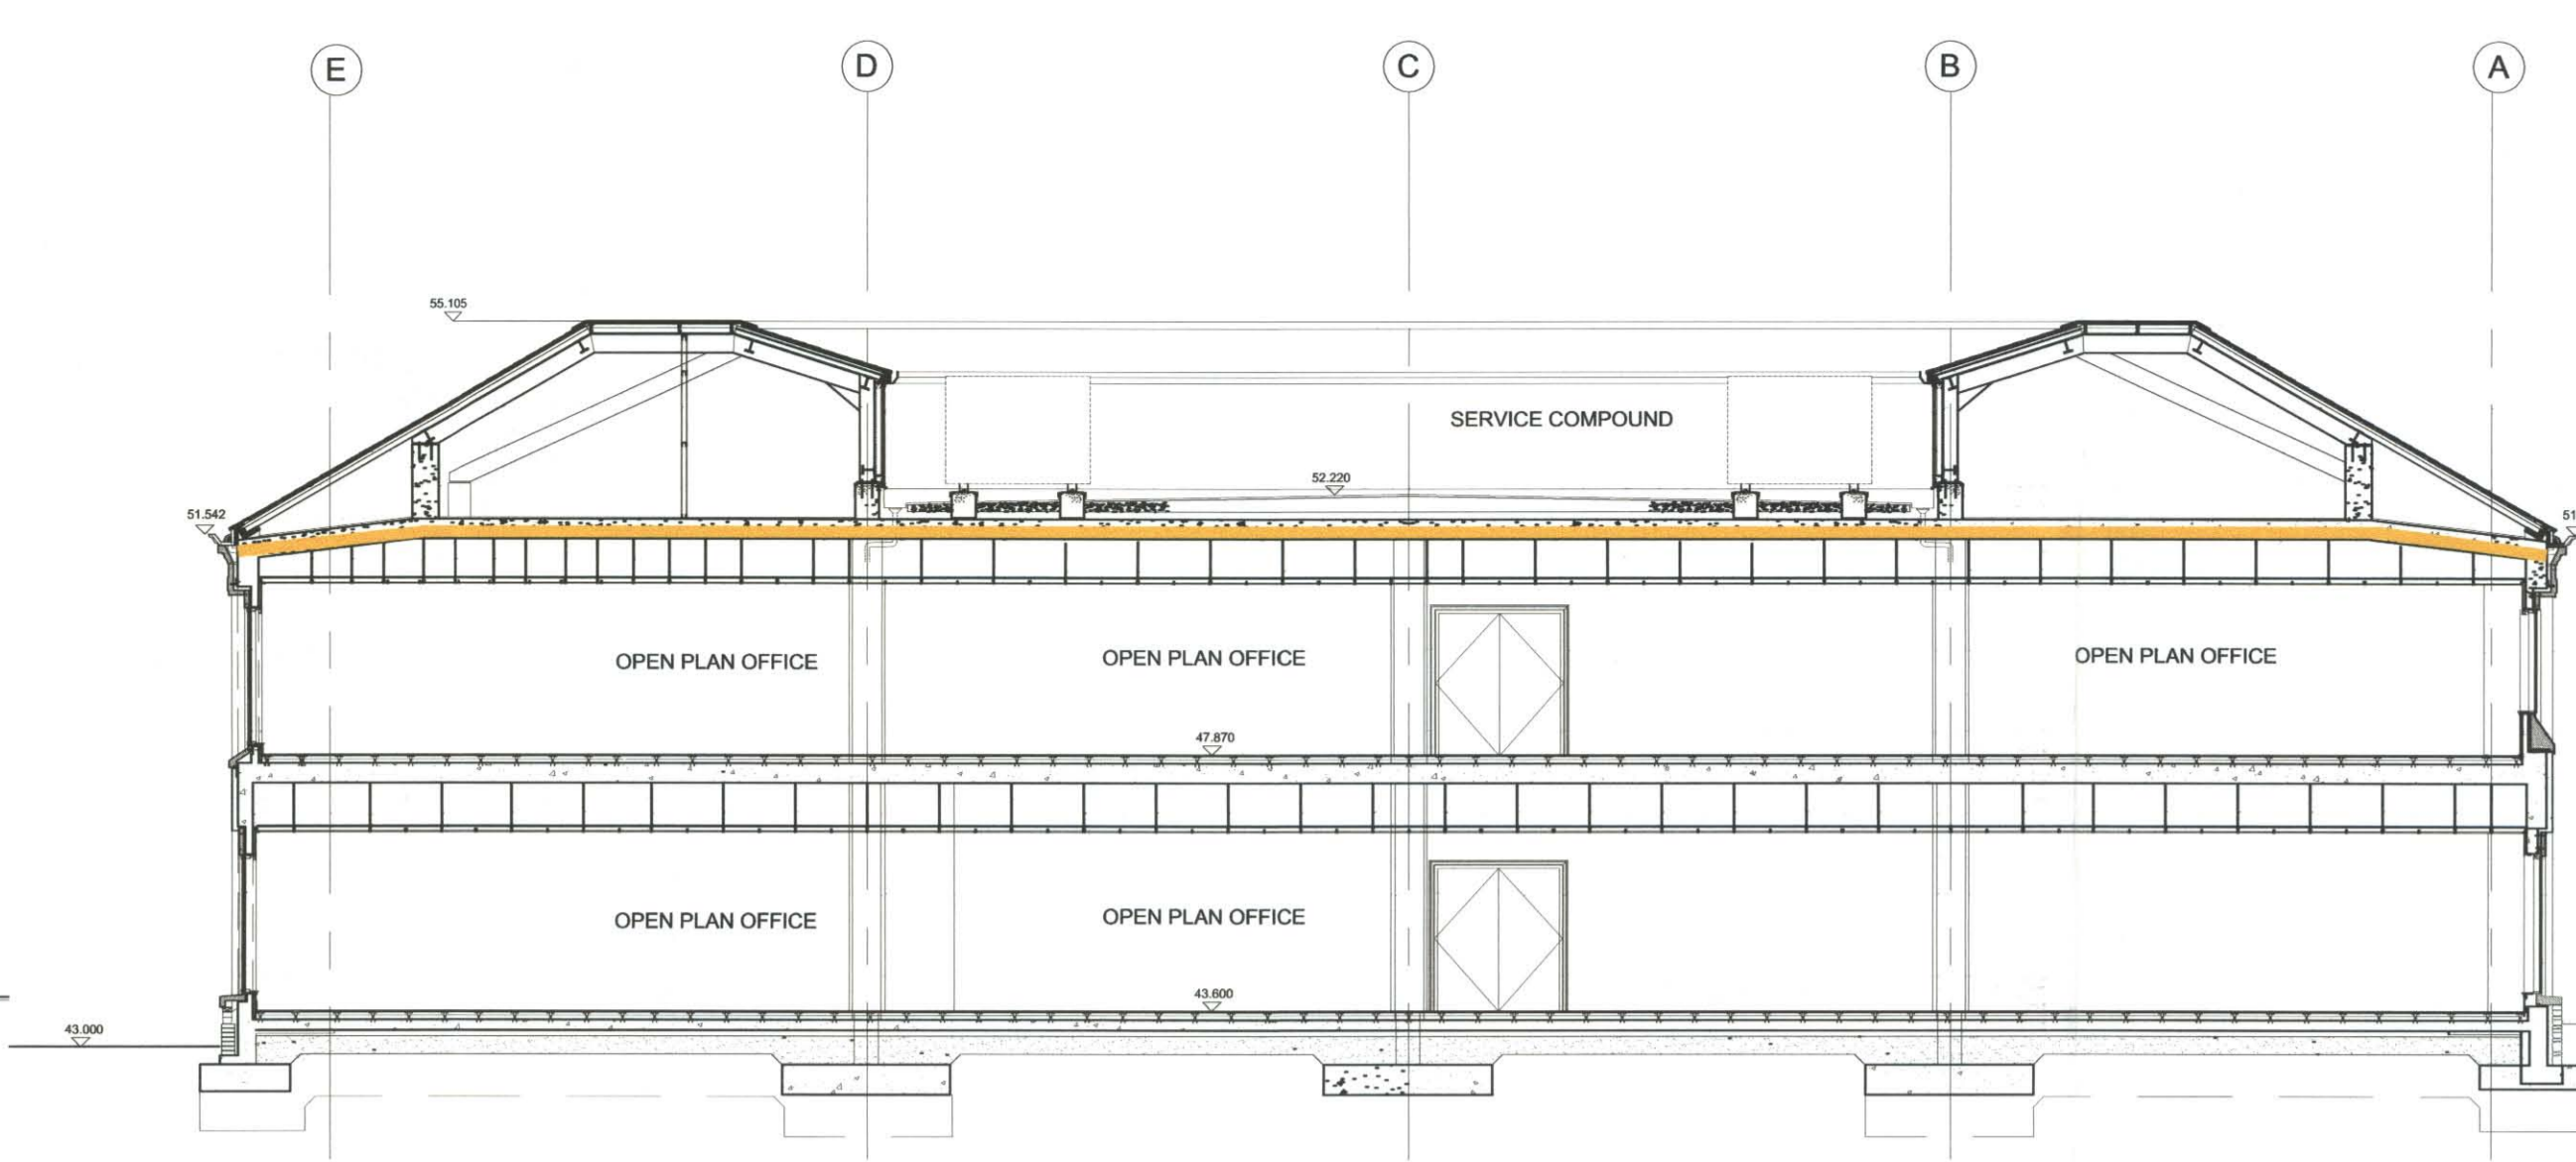 E D C B A
55.105
SERVICE COMPOUND
52.220
51.542
51
OPEN PLAN OFFICE OPEN PLAN OFFICE OPEN PLAN OFFICE
47.870
OPEN PLAN OFFICE OPEN PLAN OFFICE
43.600
43.000